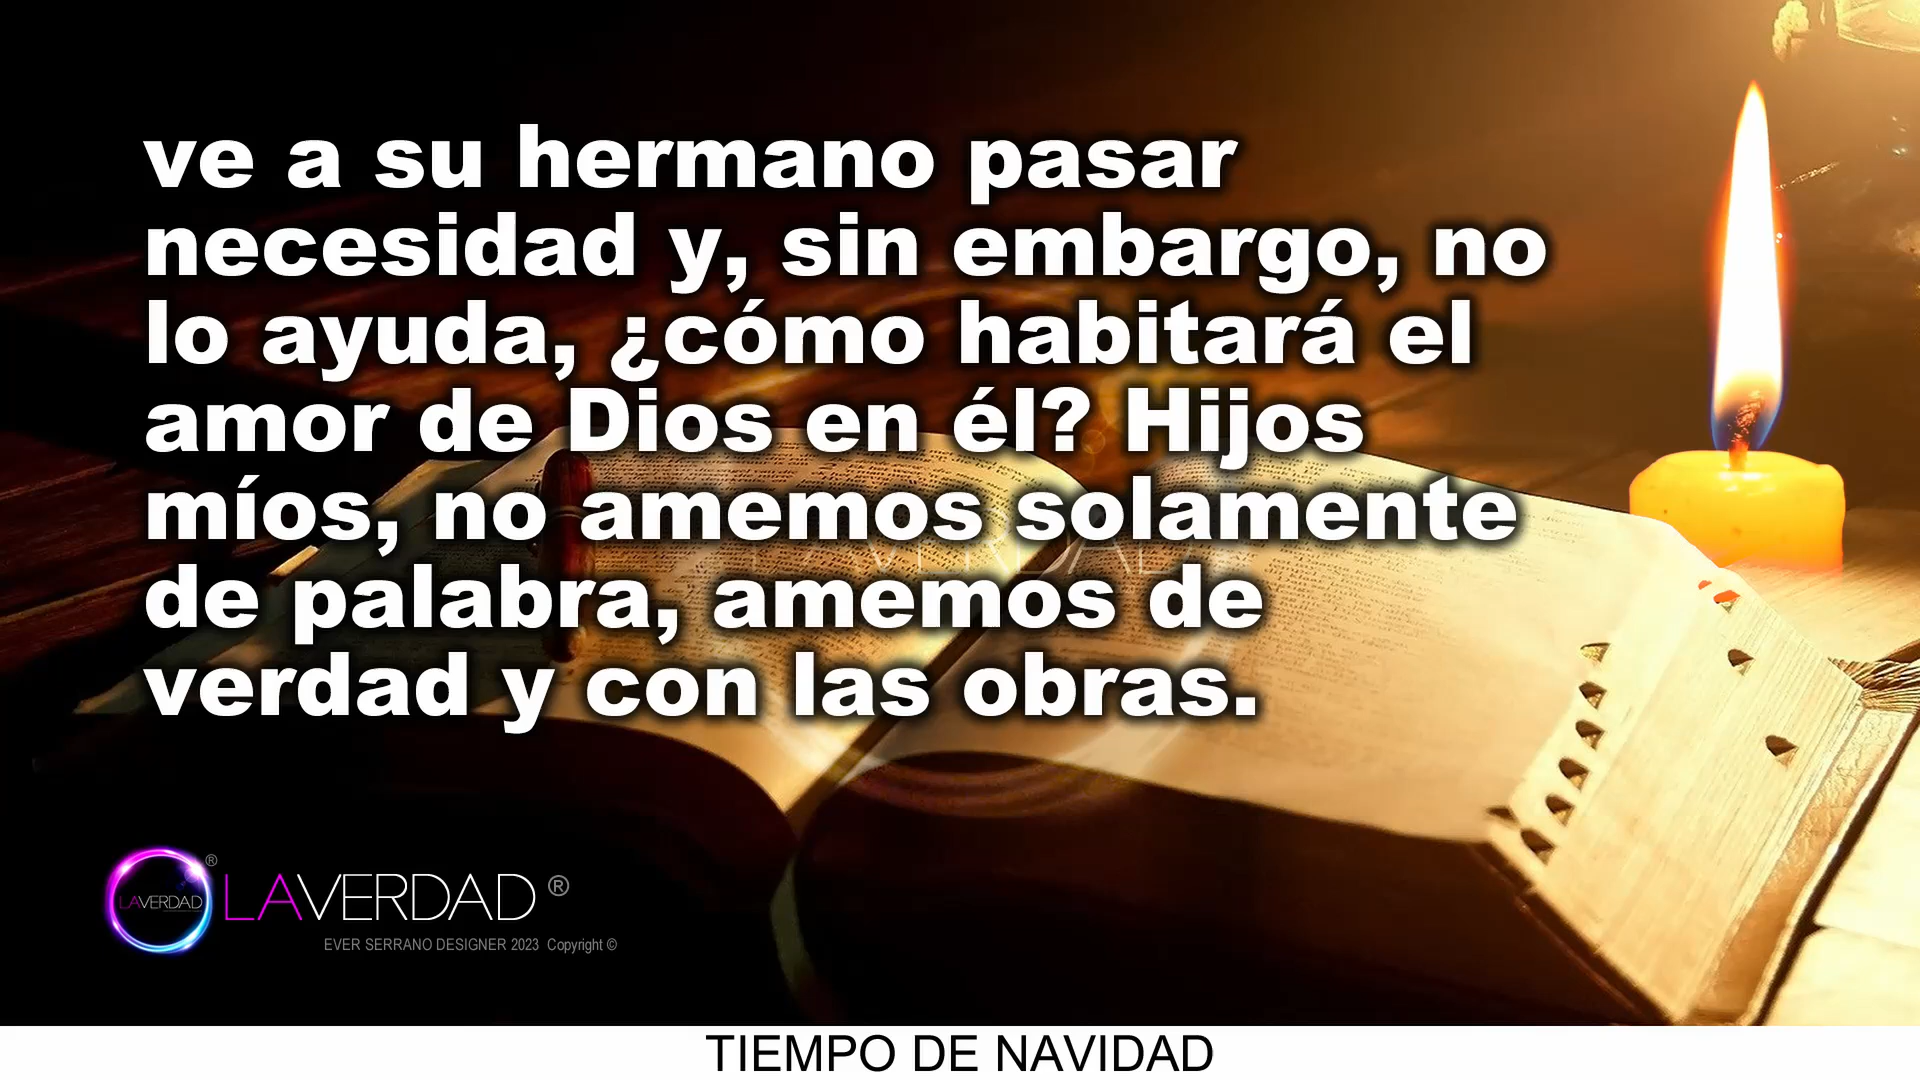 ve a su hermano pasar
necesidad y, sin embargo, no
lo ayuda, ¿cómo habitará el
amor de Dios en él? Hijos
míos, no amemos solamente
de palabra, amemos de
verdad y con las obras.
LAVERDAD
LAVERDAD ®
LAVERDAD ®
EVER SERRANO DESIGNER 2023 Copyright ©
TIEMPO DE NAVIDAD